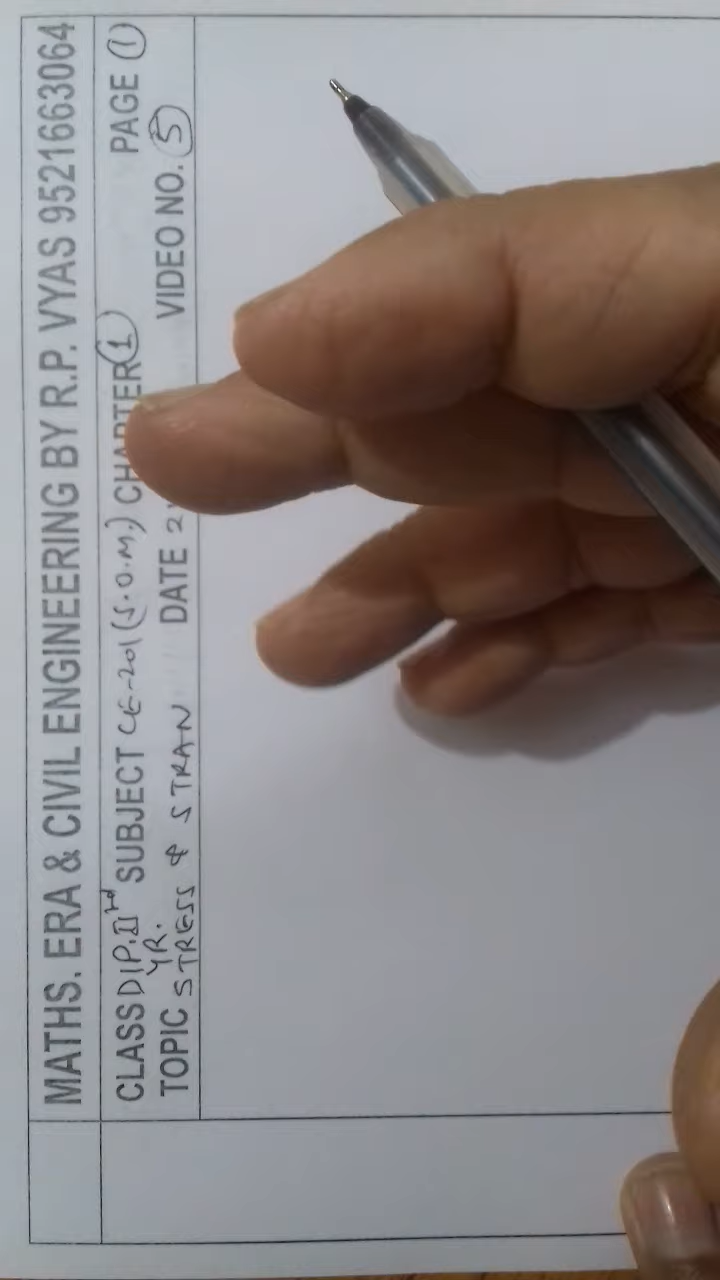 MATHS. ERA & CIVIL ENGINEERING BY R.P. VYAS 9521663064
CLASS DIP. IInd YR. SUBJECT CE-201 (S.O.M.) CHAPTER 1 PAGE 1
TOPIC STRESS & STRAN DATE VIDEO NO. 5